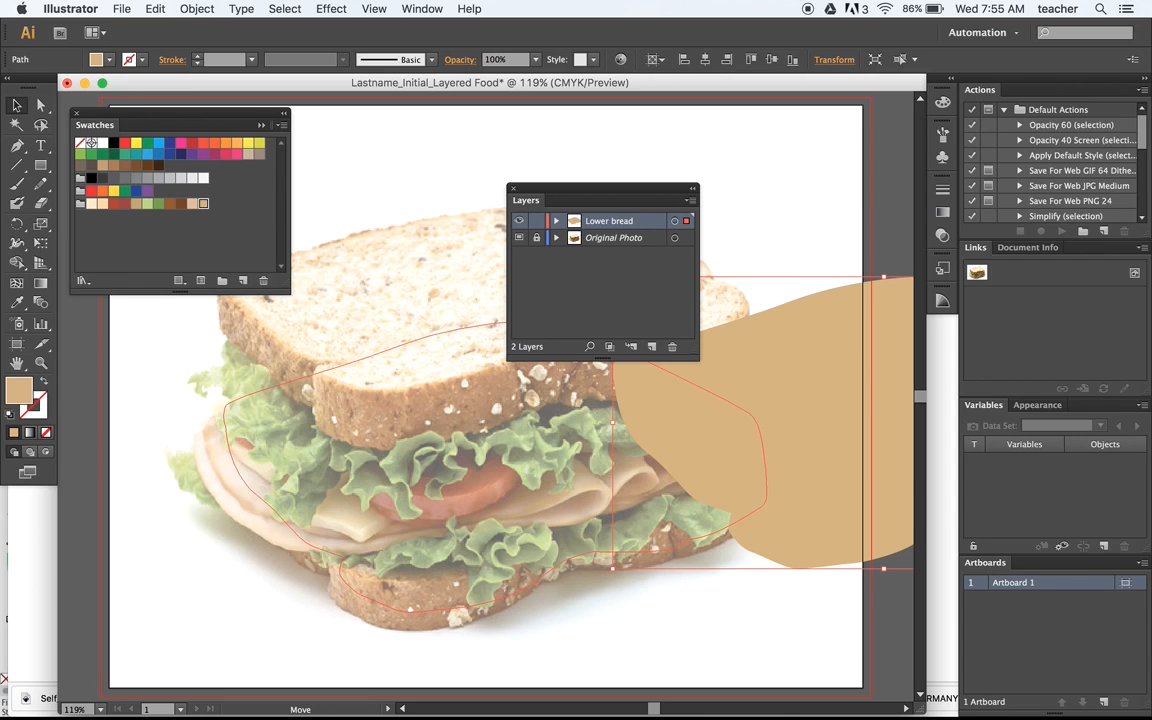 Illustrator File Edit Object Type Select Effect View Window Help
3 86% Wed 7:55 AM teacher
Ai Br Automation
Path Stroke: Basic Opacity: 100% Style: Transform
Lastname_Initial_Layered Food* @ 119% (CMYK/Preview)
Swatches
Layers
Lower bread
Original Photo
2 Layers
Actions
Default Actions
Opacity 60 (selection)
Opacity 40 Screen (selecti...
Apply Default Style (select...
Save For Web GIF 64 Dithe...
Save For Web JPG Medium
Save For Web PNG 24
Simplify (selection)
Links Document Info
Variables Appearance
Data Set:
T Variables Objects
Artboards
1 Artboard 1
1 Artboard
Self
RMANY
119% 1 Move